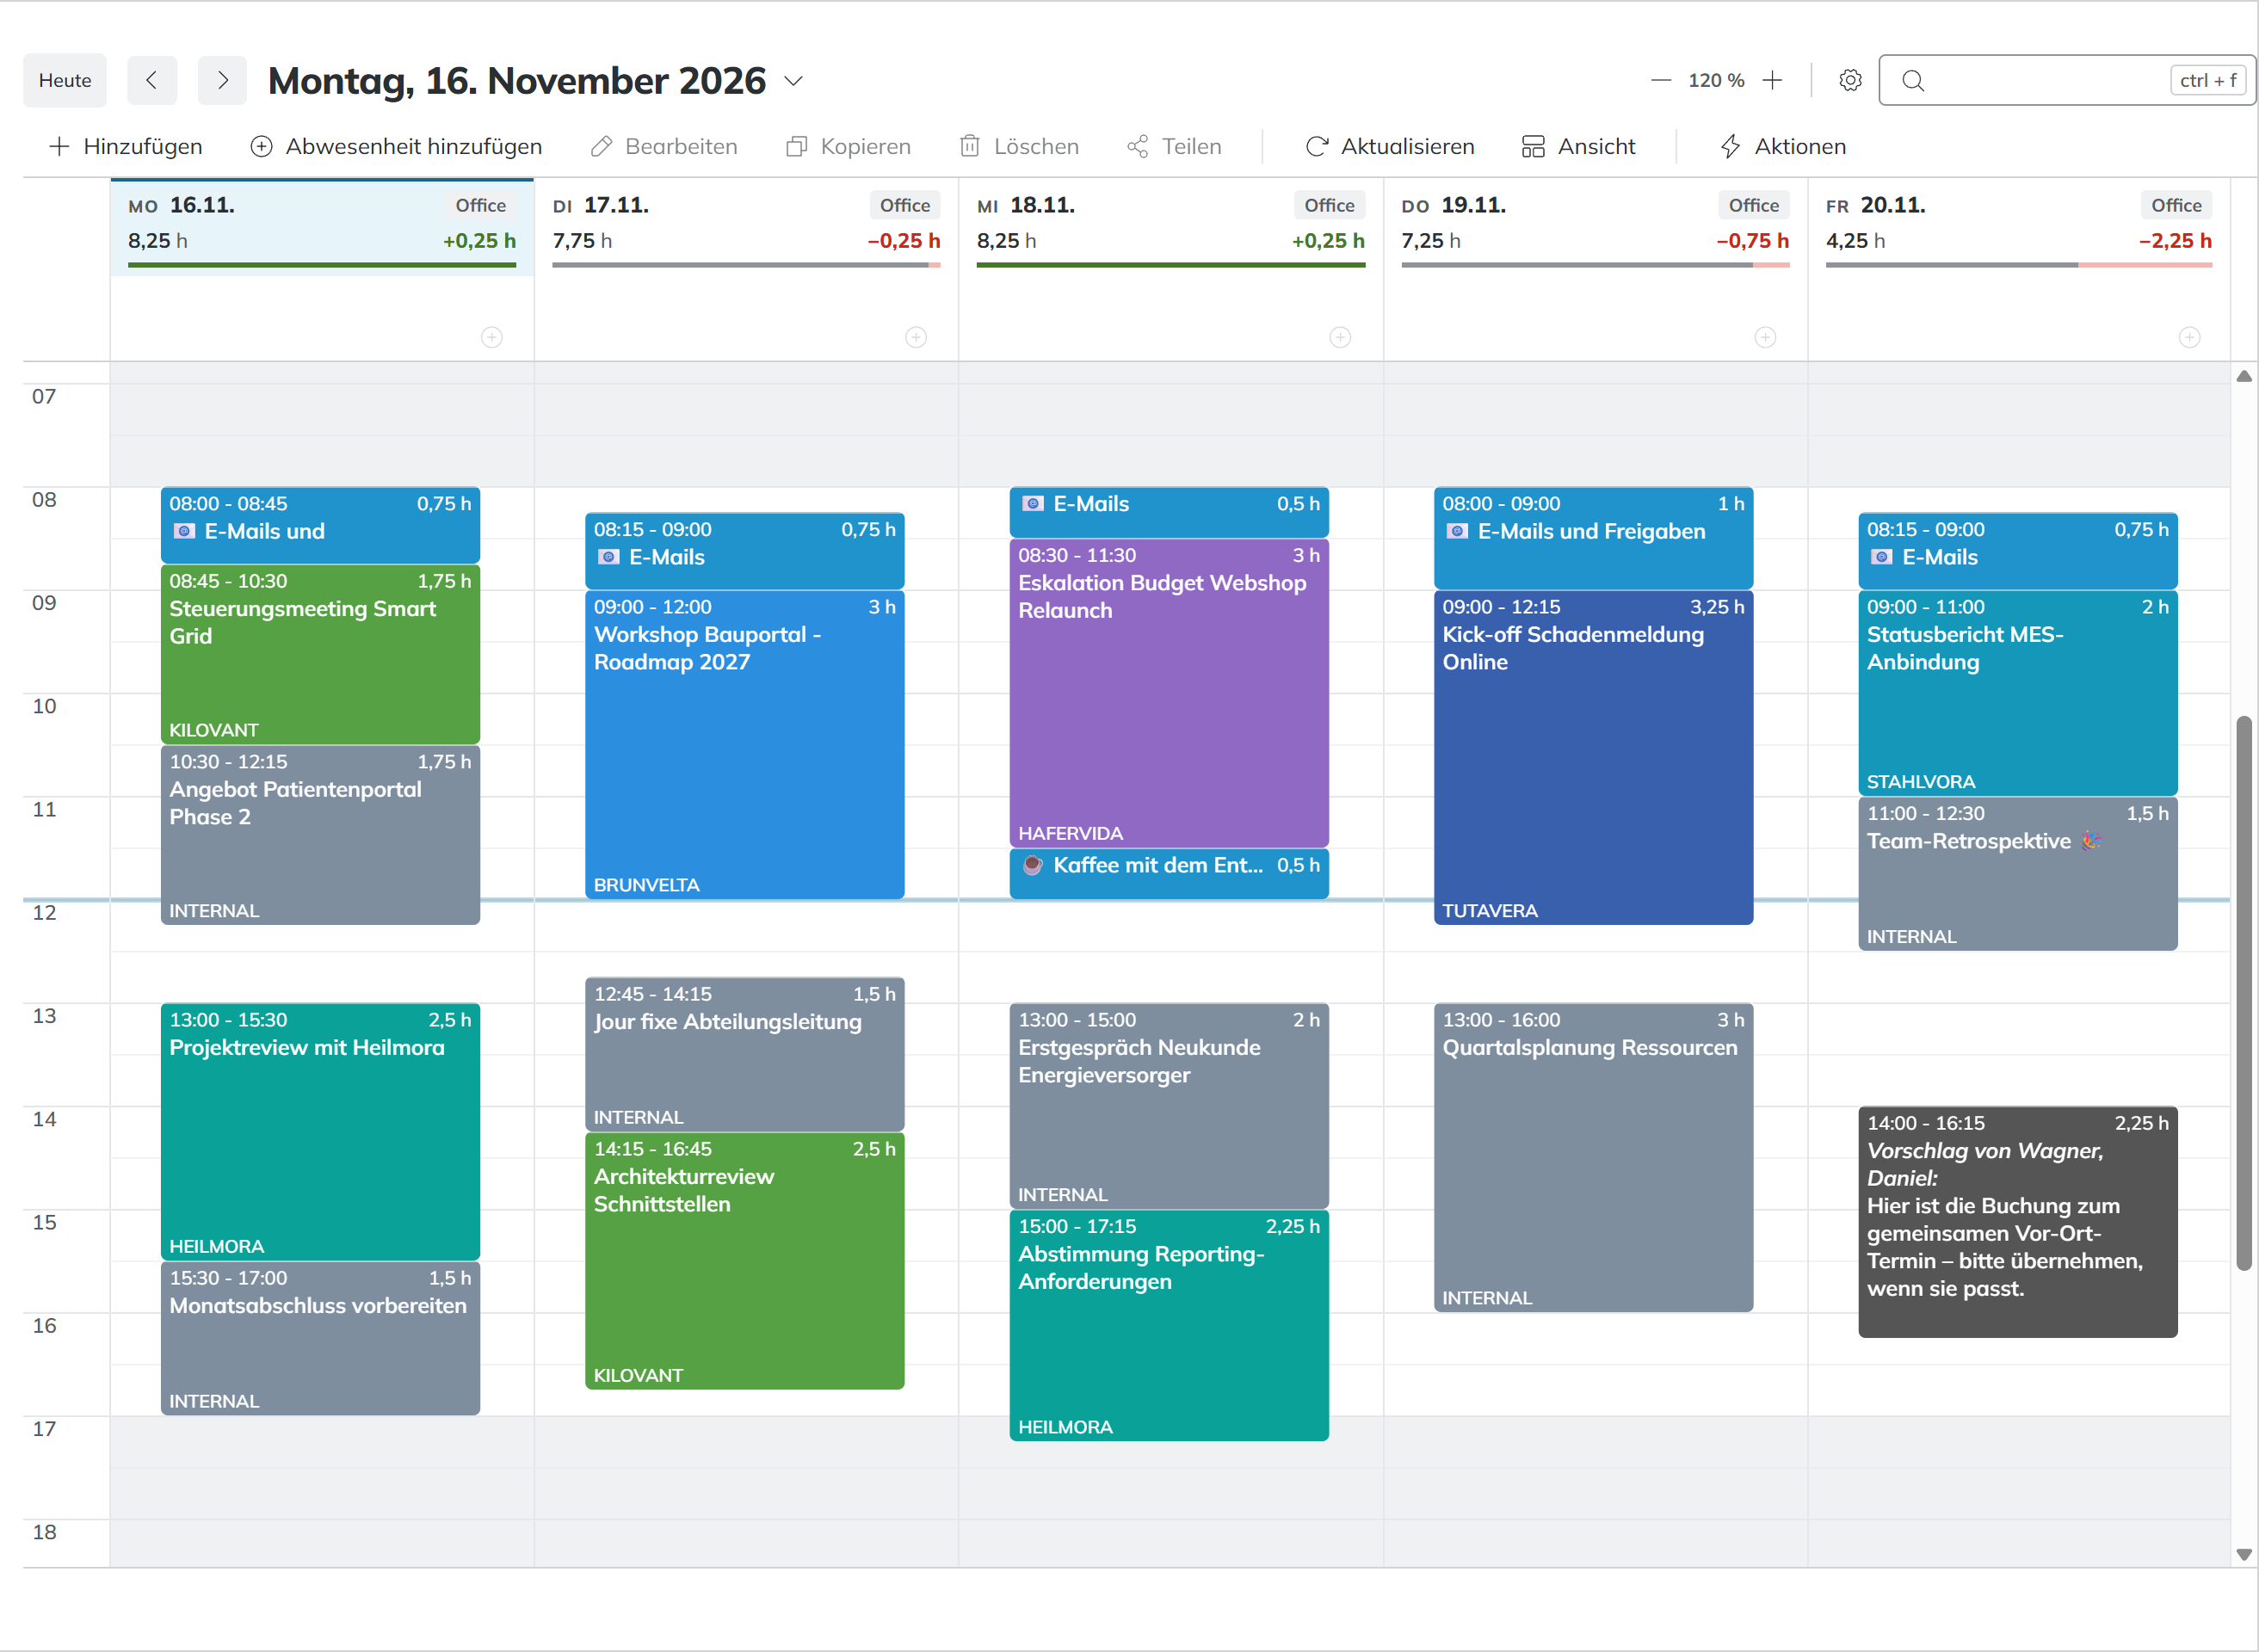 Heute
Montag, 16. November 2026
120 %
ctrl + f
Hinzufügen
Abwesenheit hinzufügen
Bearbeiten
Kopieren
Löschen
Teilen
Aktualisieren
Ansicht
Aktionen
MO 16.11. Office
8,25 h +0,25 h
DI 17.11. Office
7,75 h −0,25 h
MI 18.11. Office
8,25 h +0,25 h
DO 19.11. Office
7,25 h −0,75 h
FR 20.11. Office
4,25 h −2,25 h
07
08
09
10
11
12
13
14
15
16
17
18
08:00 - 08:45 0,75 h
E-Mails und
08:45 - 10:30 1,75 h
Steuerungsmeeting Smart
Grid
KILOVANT
10:30 - 12:15 1,75 h
Angebot Patientenportal
Phase 2
INTERNAL
13:00 - 15:30 2,5 h
Projektreview mit Heilmora
HEILMORA
15:30 - 17:00 1,5 h
Monatsabschluss vorbereiten
INTERNAL
08:15 - 09:00 0,75 h
E-Mails
09:00 - 12:00 3 h
Workshop Bauportal -
Roadmap 2027
BRUNVELTA
12:45 - 14:15 1,5 h
Jour fixe Abteilungsleitung
INTERNAL
14:15 - 16:45 2,5 h
Architekturreview
Schnittstellen
KILOVANT
E-Mails 0,5 h
08:30 - 11:30 3 h
Eskalation Budget Webshop
Relaunch
HAFERVIDA
Kaffee mit dem Ent... 0,5 h
13:00 - 15:00 2 h
Erstgespräch Neukunde
Energieversorger
INTERNAL
15:00 - 17:15 2,25 h
Abstimmung Reporting-
Anforderungen
HEILMORA
08:00 - 09:00 1 h
E-Mails und Freigaben
09:00 - 12:15 3,25 h
Kick-off Schadenmeldung
Online
TUTAVERA
13:00 - 16:00 3 h
Quartalsplanung Ressourcen
INTERNAL
08:15 - 09:00 0,75 h
E-Mails
09:00 - 11:00 2 h
Statusbericht MES-
Anbindung
STAHLVORA
11:00 - 12:30 1,5 h
Team-Retrospektive 🎉
INTERNAL
14:00 - 16:15 2,25 h
Vorschlag von Wagner,
Daniel:
Hier ist die Buchung zum
gemeinsamen Vor-Ort-
Termin – bitte übernehmen,
wenn sie passt.